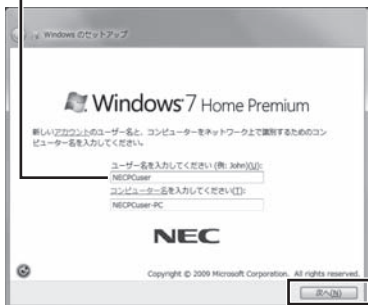 Windows のセットアップ
Windows 7 Home Premium
新しいアカウントのユーザー名と、コンピューターをネットワーク上で識別するためのコン
ピューター名を入力してください。
ユーザー名を入力してください (例: John)(U):
NECPCuser
コンピューター名を入力してください(T):
NECPCuser-PC
NEC
Copyright © 2009 Microsoft Corporation. All rights reserved.
次へ(N)